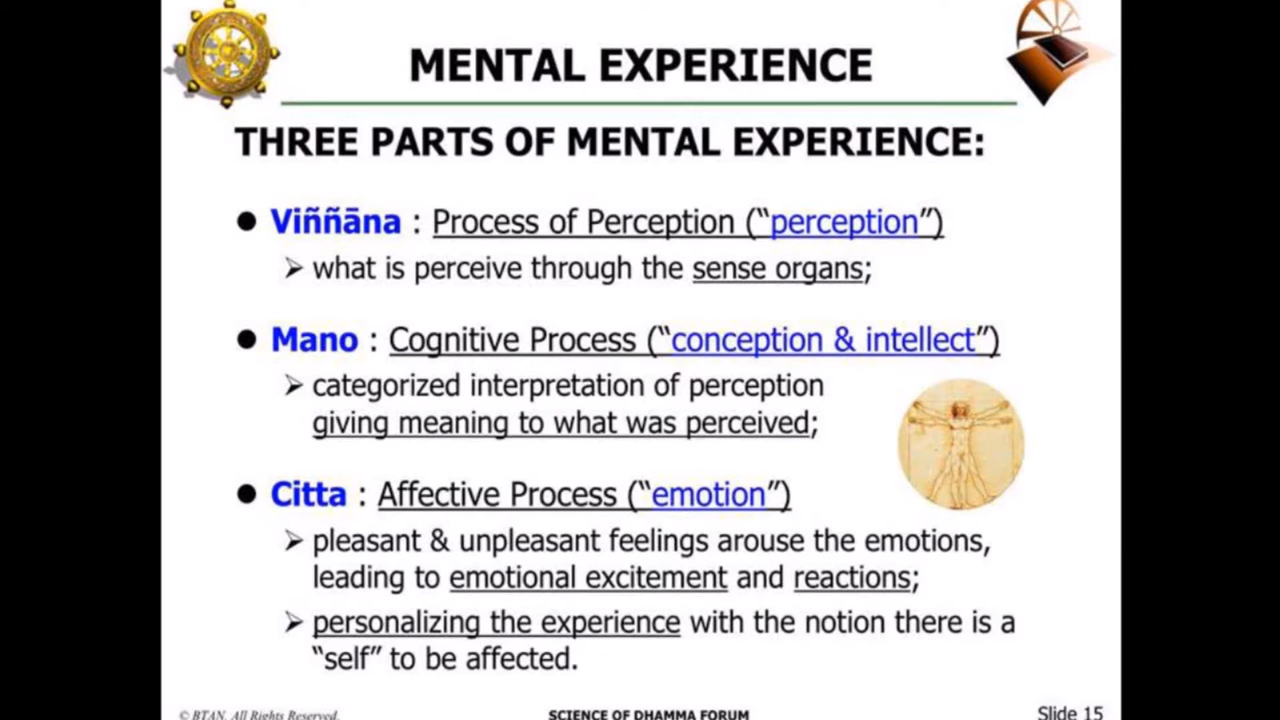 MENTAL EXPERIENCE
THREE PARTS OF MENTAL EXPERIENCE:
● Viññāna : Process of Perception (“perception”)
➢ what is perceive through the sense organs;
● Mano : Cognitive Process (“conception & intellect”)
➢ categorized interpretation of perception
giving meaning to what was perceived;
● Citta : Affective Process (“emotion”)
➢ pleasant & unpleasant feelings arouse the emotions,
leading to emotional excitement and reactions;
➢ personalizing the experience with the notion there is a
“self” to be affected.
© BTAN. All Rights Reserved. SCIENCE OF DHAMMA FORUM Slide 15